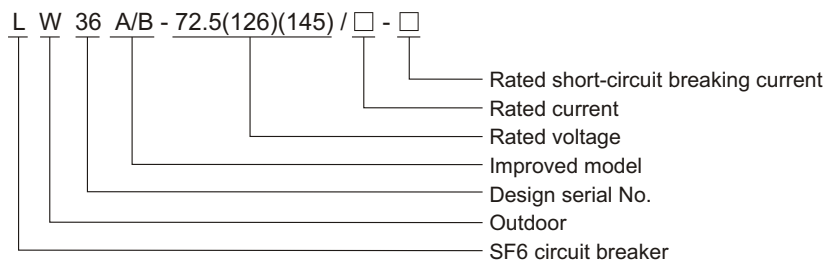 L W 36 A/B - 72.5(126)(145) / □ - □
Rated short-circuit breaking current
Rated current
Rated voltage
Improved model
Design serial No.
Outdoor
SF6 circuit breaker